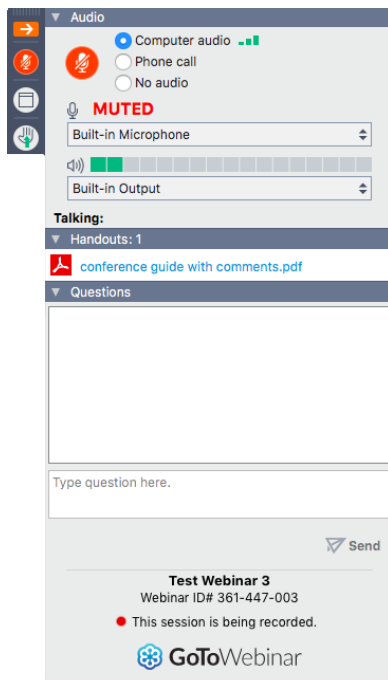 Audio
Computer audio
Phone call
No audio
MUTED
Built-in Microphone
Built-in Output
Talking:
Handouts: 1
conference guide with comments.pdf
Questions
Type question here.
Send
Test Webinar 3
Webinar ID# 361-447-003
This session is being recorded.
GoToWebinar